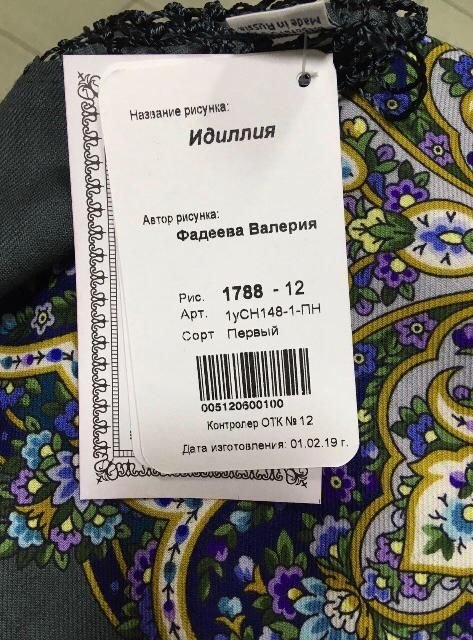 Made in Russia
Название рисунка:
Идиллия
Автор рисунка:
Фадеева Валерия
Рис. 1788 - 12
Арт. 1уСН148-1-ПН
Сорт Первый
005120600100
Контролер ОТК № 12
Дата изготовления: 01.02.19 г.